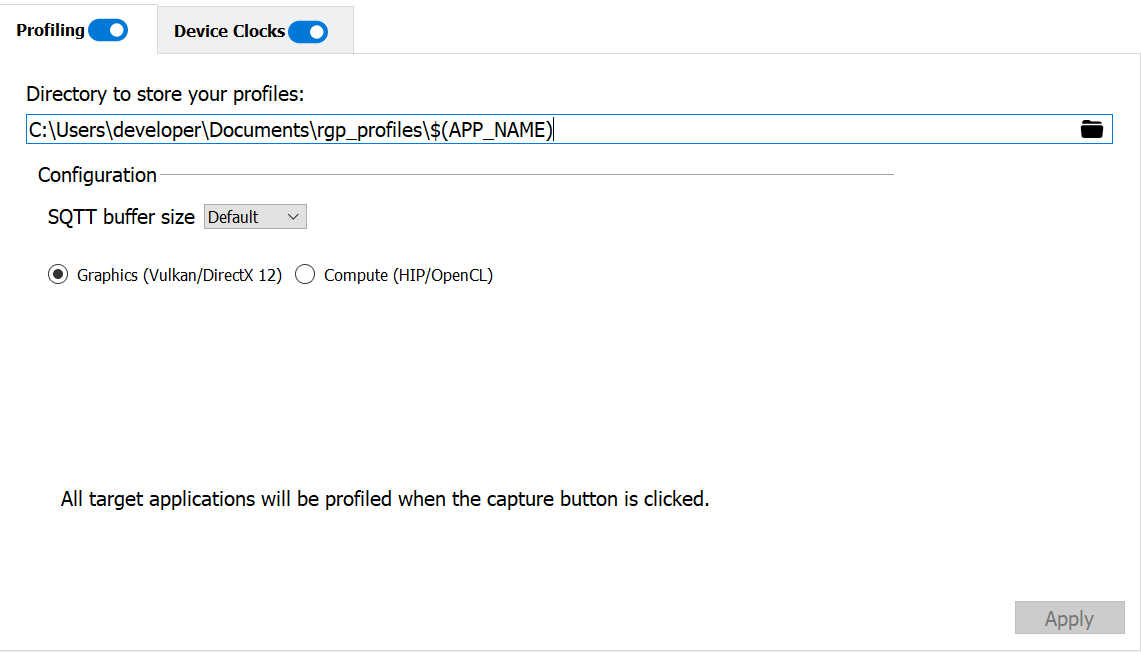 Profiling Device Clocks
Directory to store your profiles:
C:\Users\developer\Documents\rgp_profiles\$(APP_NAME)
Configuration
SQTT buffer size Default
Graphics (Vulkan/DirectX 12) Compute (HIP/OpenCL)
All target applications will be profiled when the capture button is clicked.
Apply